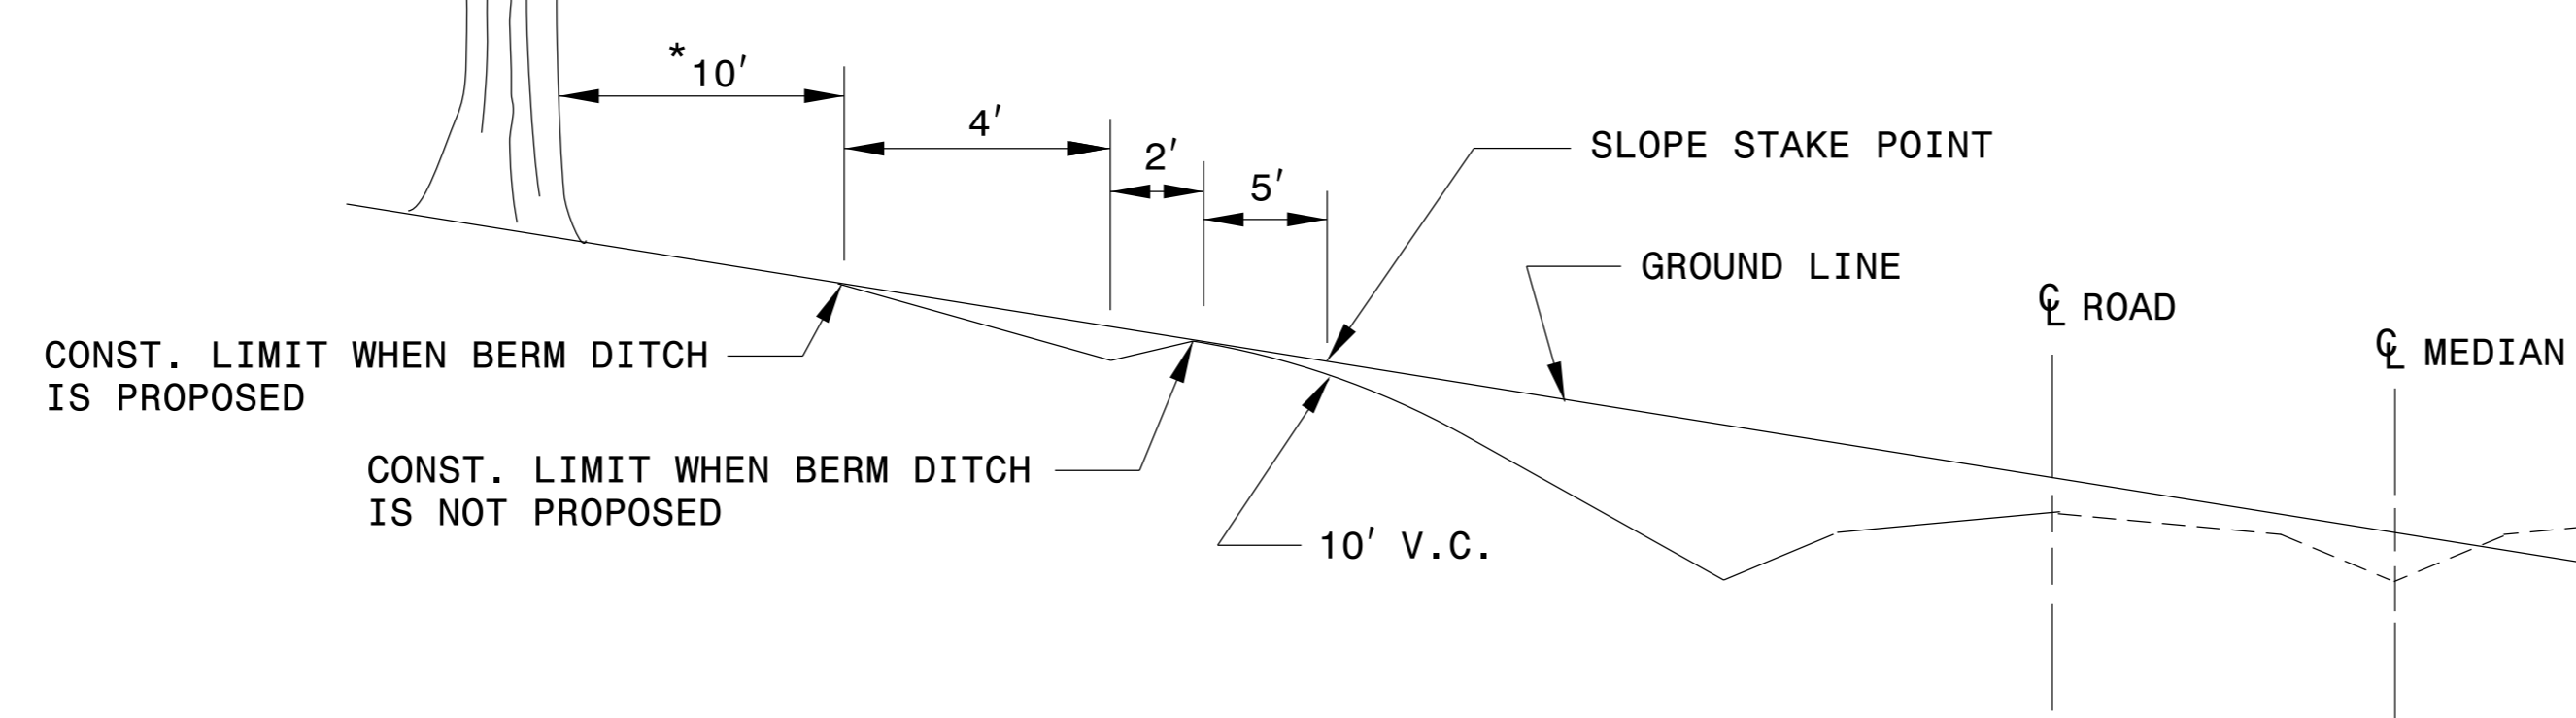 *10'
4'
2'
5'
SLOPE STAKE POINT
GROUND LINE
℄ ROAD
℄ MEDIAN
CONST. LIMIT WHEN BERM DITCH
IS PROPOSED
CONST. LIMIT WHEN BERM DITCH
IS NOT PROPOSED
10' V.C.